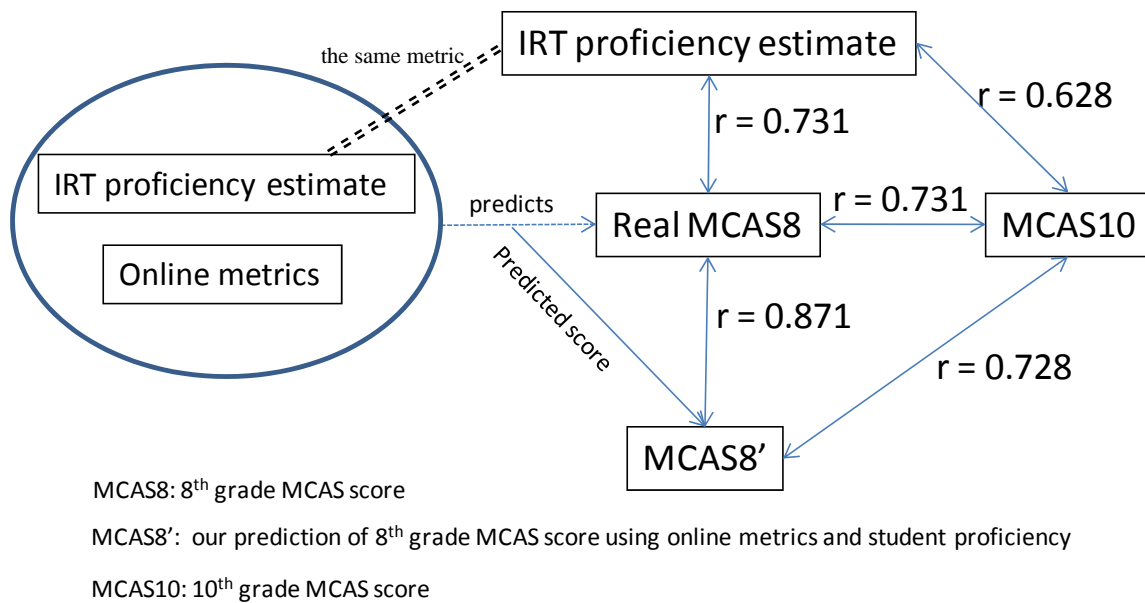 IRT proficiency estimate
the same metric
r = 0.628
r = 0.731
IRT proficiency estimate
predicts
Real MCAS8
r = 0.731
MCAS10
Online metrics
Predicted score
r = 0.871
r = 0.728
MCAS8’
MCAS8: 8th grade MCAS score
MCAS8’: our prediction of 8th grade MCAS score using online metrics and student proficiency
MCAS10: 10th grade MCAS score